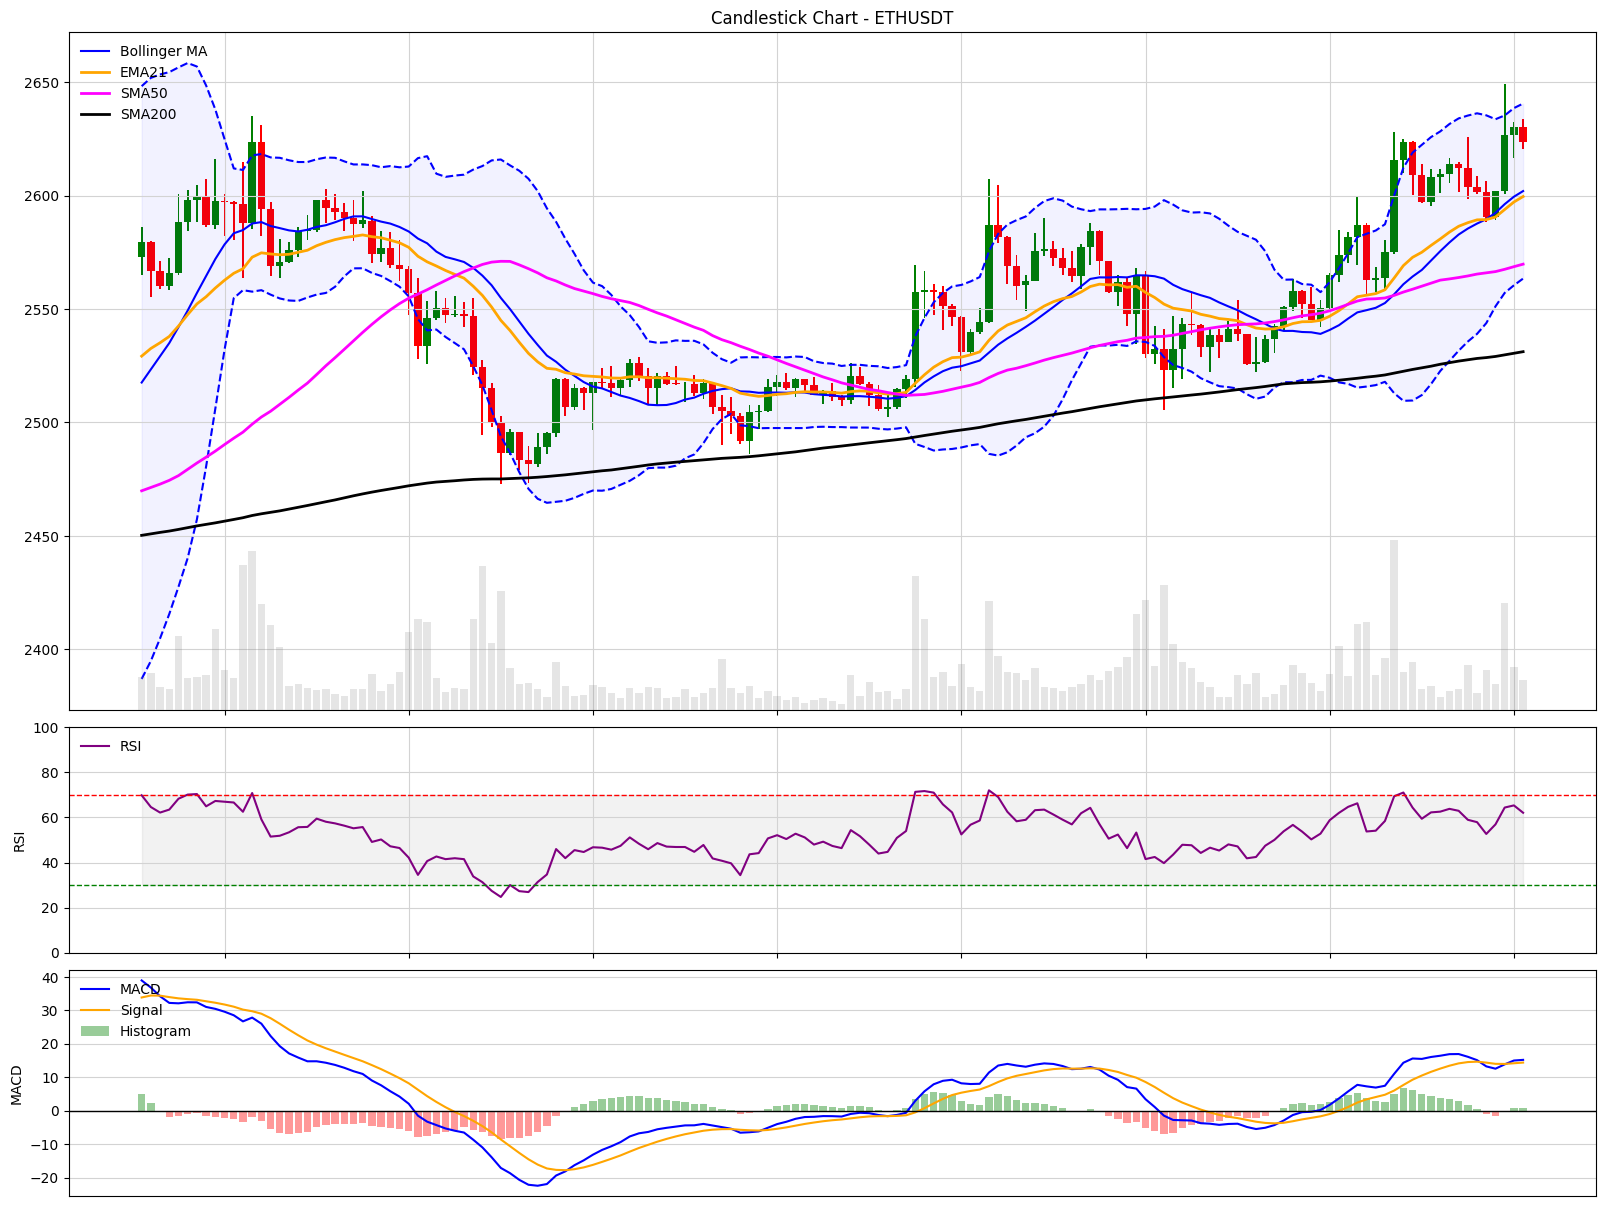 Candlestick Chart - ETHUSDT
Bollinger MA
EMA21
SMA50
SMA200
2650
2600
2550
2500
2450
2400
RSI
100
80
60
40
20
0
RSI
MACD
Signal
Histogram
40
30
20
10
0
−10
−20
MACD